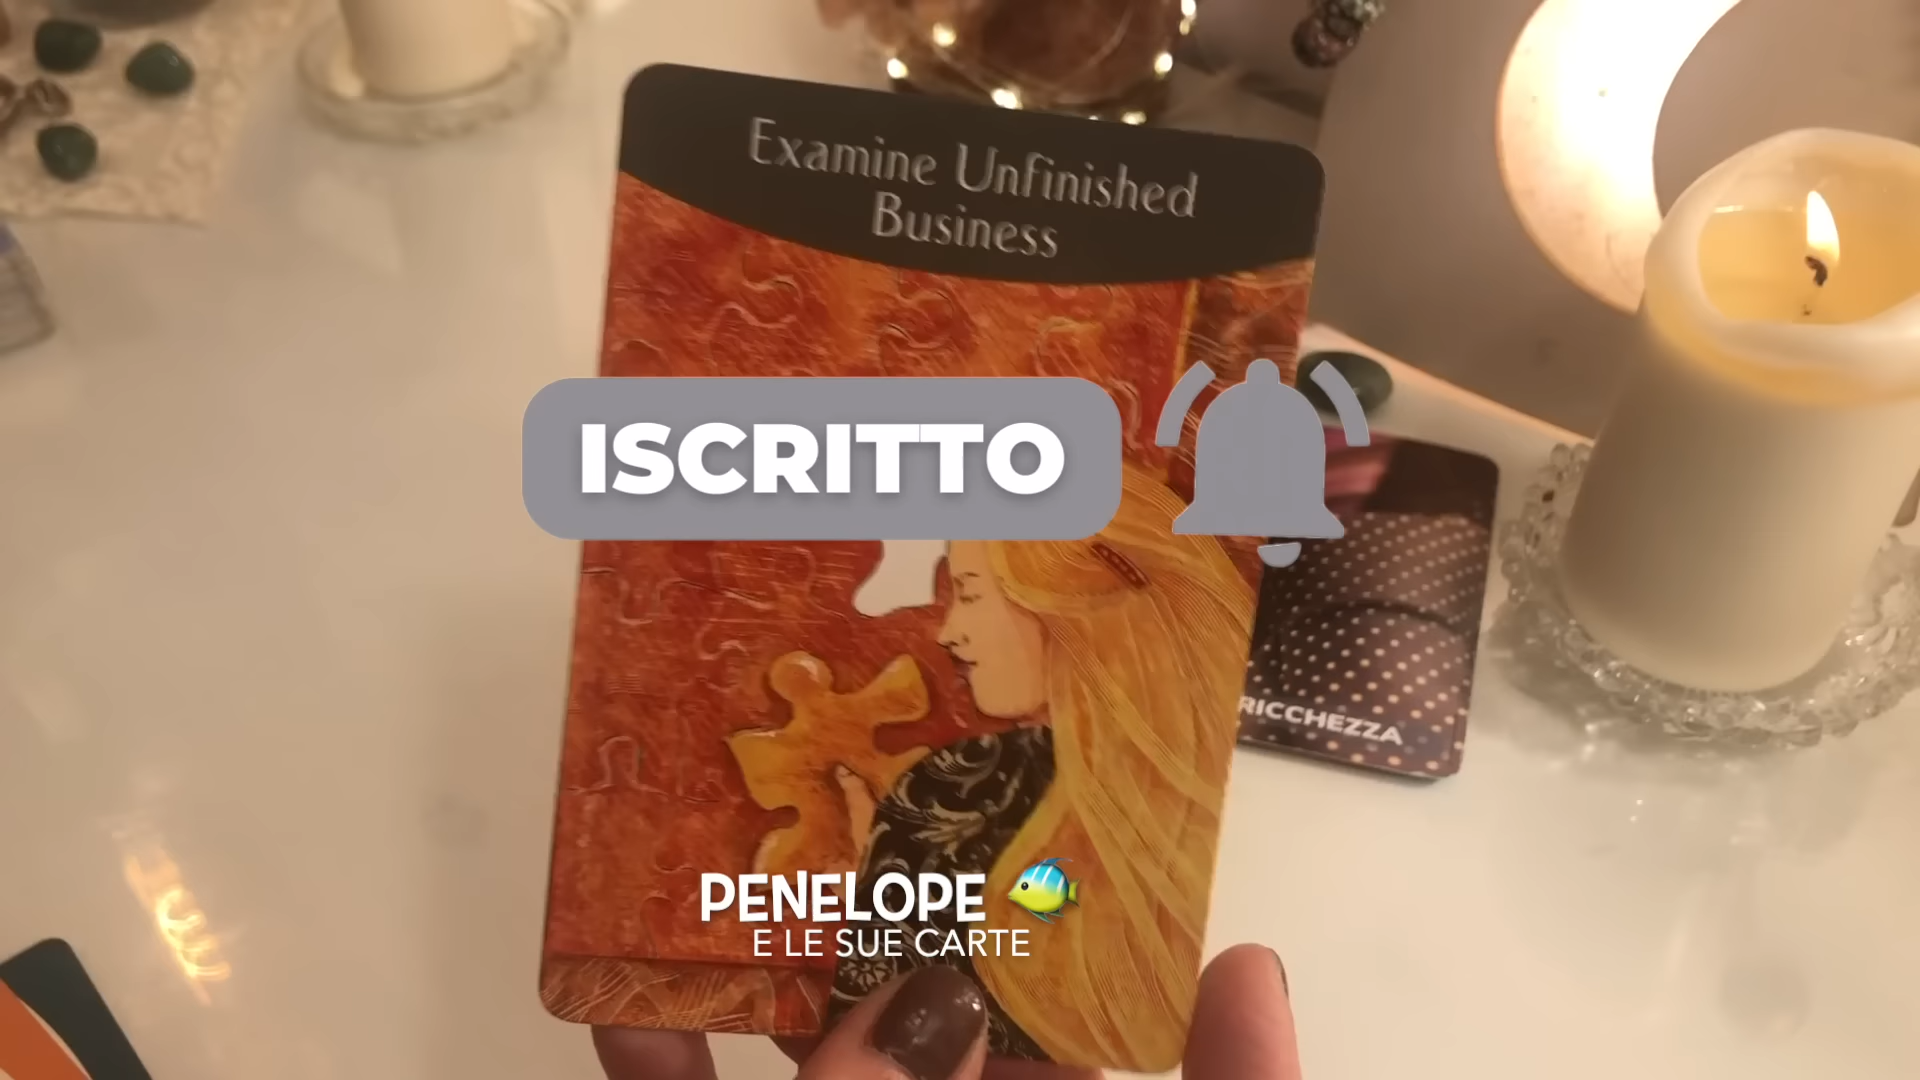 Examine Unfinished
Business
ISCRITTO
RICCHEZZA
PENELOPE
E LE SUE CARTE